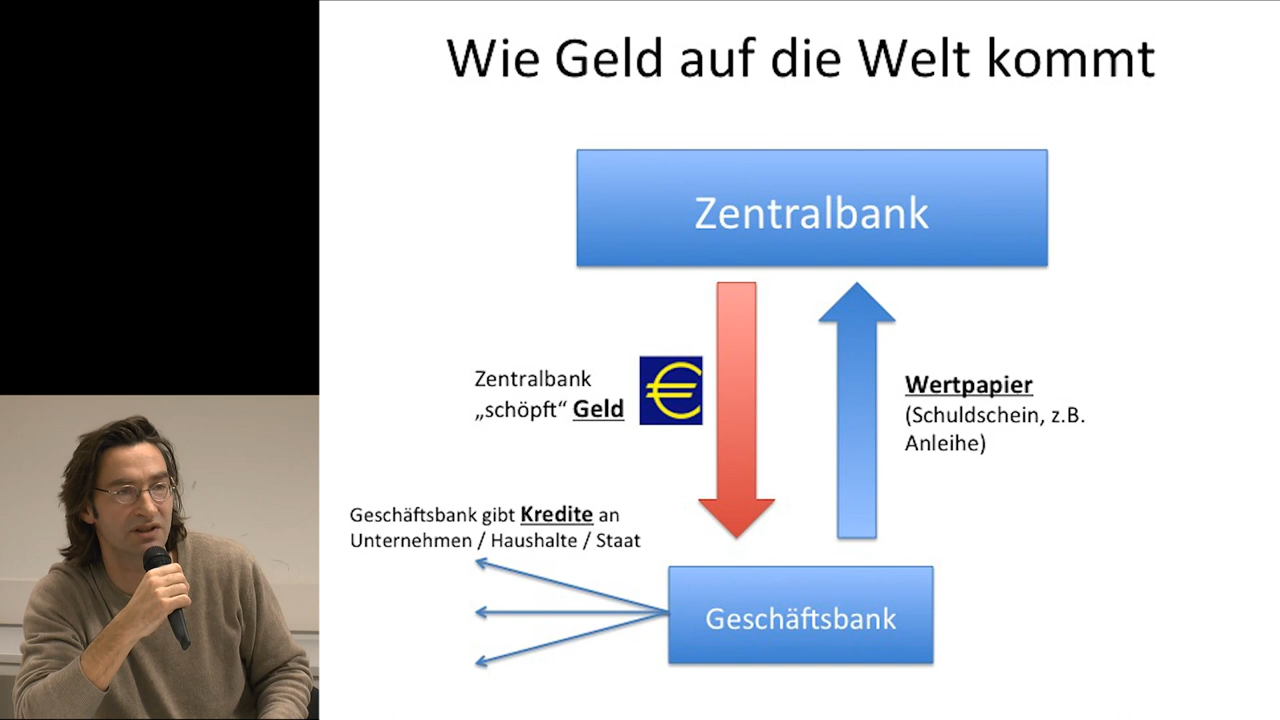 Wie Geld auf die Welt kommt
Zentralbank
Zentralbank
„schöpft“ Geld
€
Wertpapier
(Schuldschein, z.B.
Anleihe)
Geschäftsbank gibt Kredite an
Unternehmen / Haushalte / Staat
Geschäftsbank